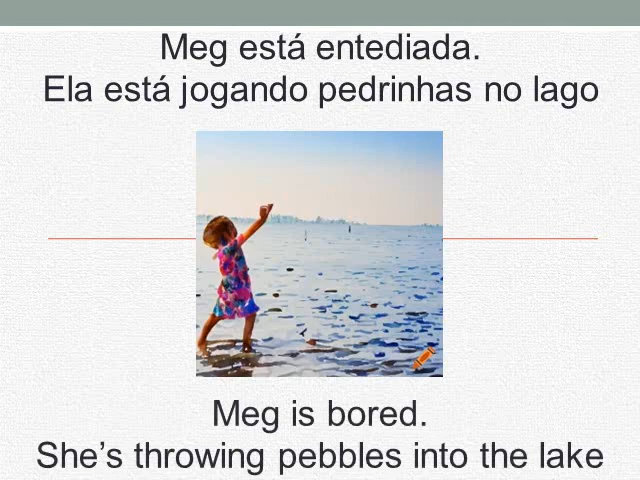 Meg está entediada.
Ela está jogando pedrinhas no lago
Meg is bored.
She’s throwing pebbles into the lake